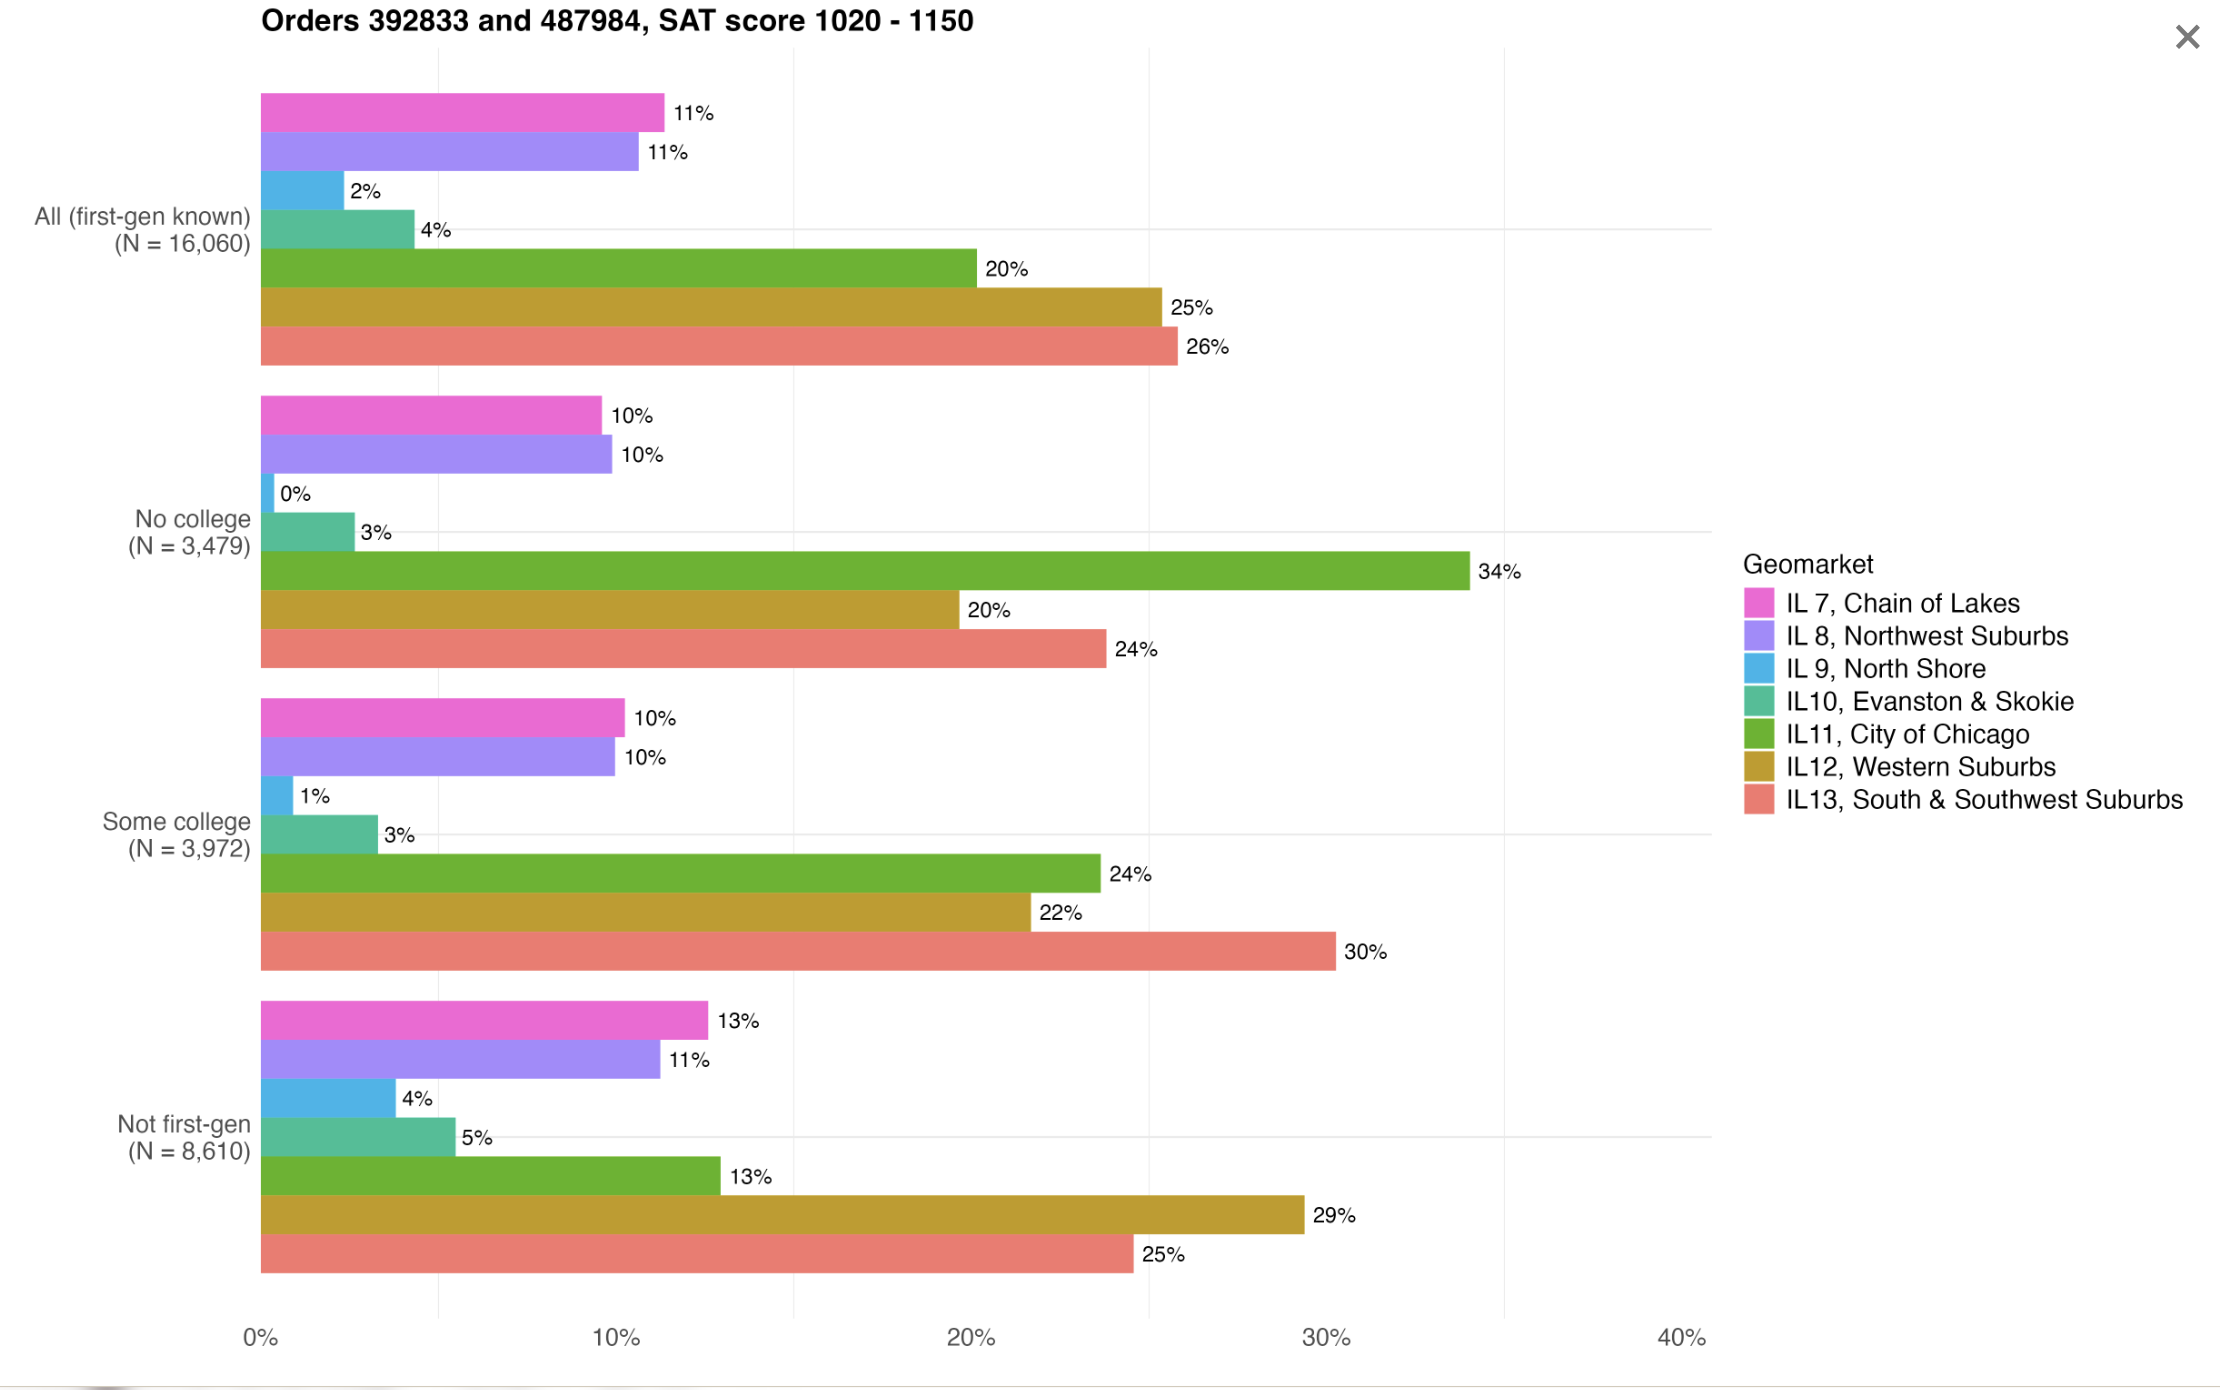 Orders 392833 and 487984, SAT score 1020 - 1150
All (first-gen known)
(N = 16,060)
11%
11%
2%
4%
20%
25%
26%
No college
(N = 3,479)
10%
10%
0%
3%
34%
20%
24%
Some college
(N = 3,972)
10%
10%
1%
3%
24%
22%
30%
Not first-gen
(N = 8,610)
13%
11%
4%
5%
13%
29%
25%
0% 10% 20% 30% 40%
Geomarket
IL 7, Chain of Lakes
IL 8, Northwest Suburbs
IL 9, North Shore
IL10, Evanston & Skokie
IL11, City of Chicago
IL12, Western Suburbs
IL13, South & Southwest Suburbs